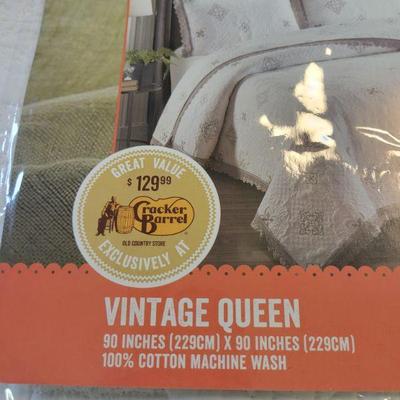 GREAT VALUE
$129.99
Cracker
Barrel
OLD COUNTRY STORE
EXCLUSIVELY AT
VINTAGE QUEEN
90 INCHES (229CM) X 90 INCHES (229CM)
100% COTTON MACHINE WASH